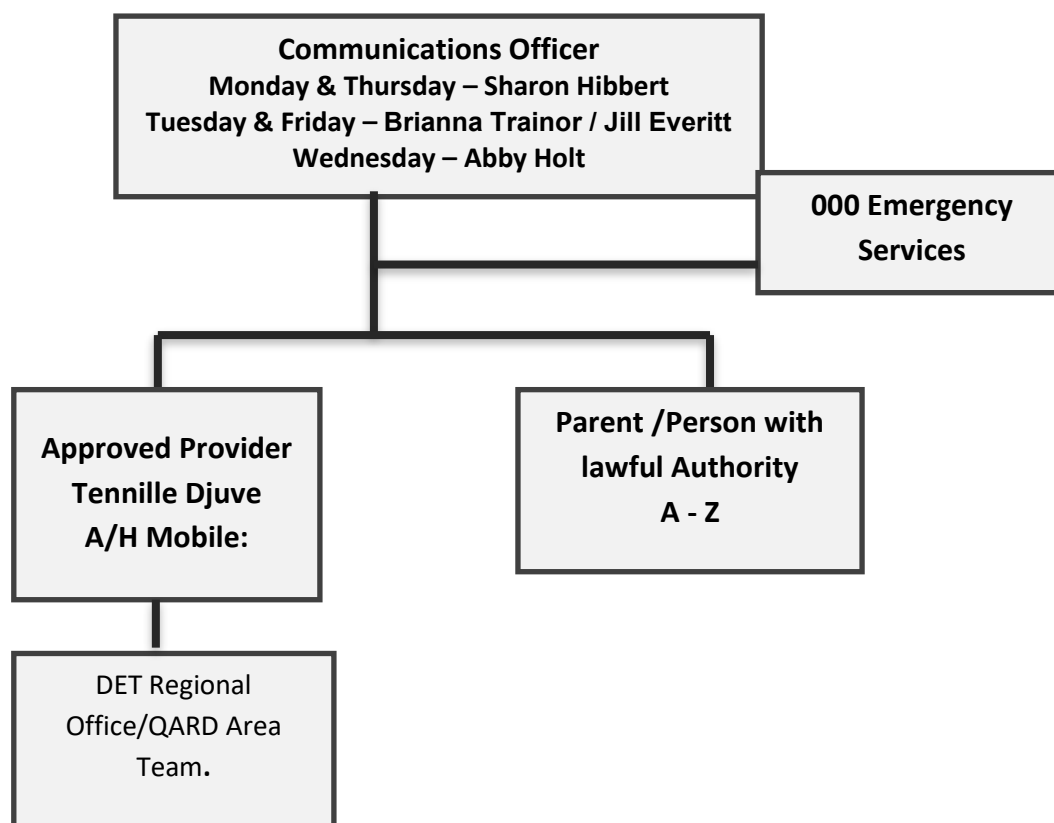 Communications Officer
Monday & Thursday – Sharon Hibbert
Tuesday & Friday – Brianna Trainor / Jill Everitt
Wednesday – Abby Holt
000 Emergency
Services
Approved Provider
Tennille Djuve
A/H Mobile:
Parent /Person with
lawful Authority
A - Z
DET Regional
Office/QARD Area
Team.